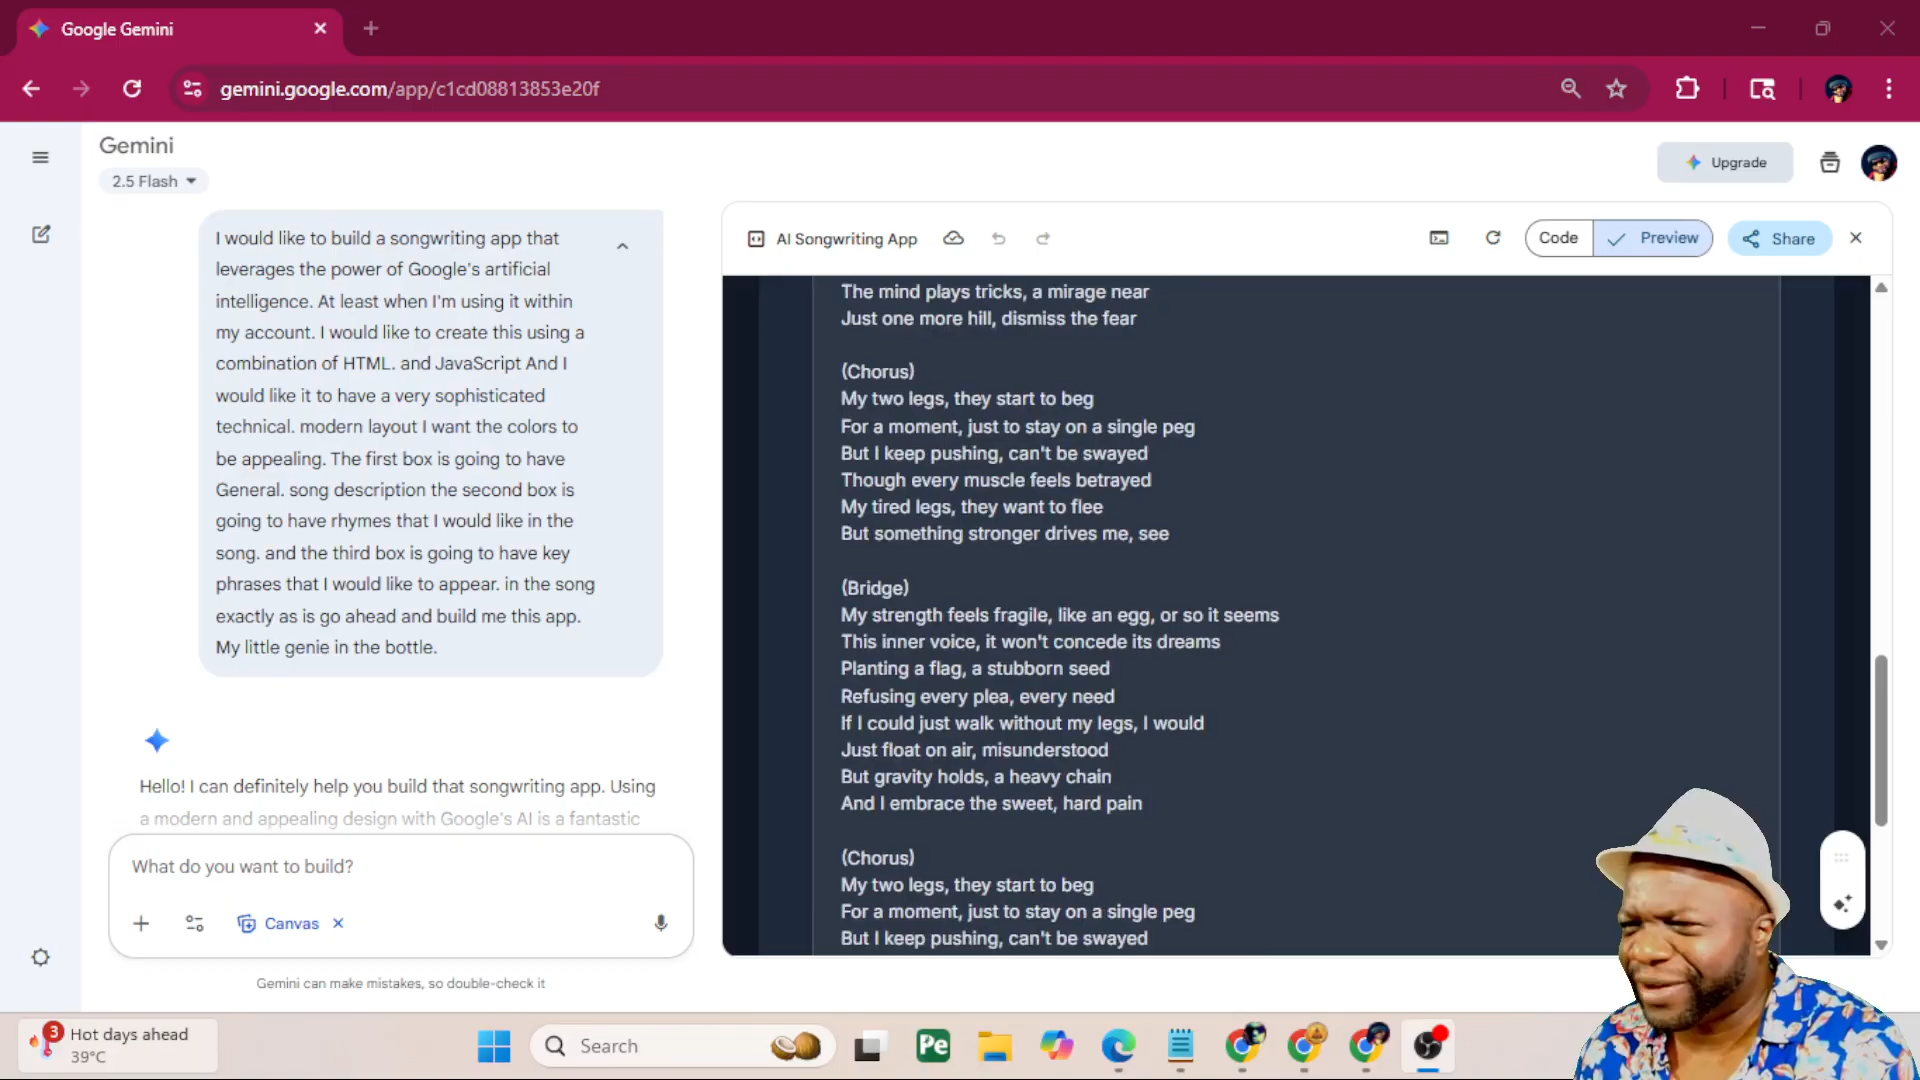 Google Gemini
gemini.google.com/app/c1cd08813853e20f
Gemini
2.5 Flash
Upgrade
I would like to build a songwriting app that
leverages the power of Google's artificial
intelligence. At least when I'm using it within
my account. I would like to create this using a
combination of HTML. and JavaScript And I
would like it to have a very sophisticated
technical. modern layout I want the colors to
be appealing. The first box is going to have
General. song description the second box is
going to have rhymes that I would like in the
song. and the third box is going to have key
phrases that I would like to appear. in the song
exactly as is go ahead and build me this app.
My little genie in the bottle.
Hello! I can definitely help you build that songwriting app. Using
a modern and appealing design with Google's AI is a fantastic
What do you want to build?
Canvas
Gemini can make mistakes, so double-check it
AI Songwriting App
Code
Preview
Share
The mind plays tricks, a mirage near
Just one more hill, dismiss the fear
(Chorus)
My two legs, they start to beg
For a moment, just to stay on a single peg
But I keep pushing, can't be swayed
Though every muscle feels betrayed
My tired legs, they want to flee
But something stronger drives me, see
(Bridge)
My strength feels fragile, like an egg, or so it seems
This inner voice, it won't concede its dreams
Planting a flag, a stubborn seed
Refusing every plea, every need
If I could just walk without my legs, I would
Just float on air, misunderstood
But gravity holds, a heavy chain
And I embrace the sweet, hard pain
(Chorus)
My two legs, they start to beg
For a moment, just to stay on a single peg
But I keep pushing, can't be swayed
3
Hot days ahead
39°C
Search
Pe